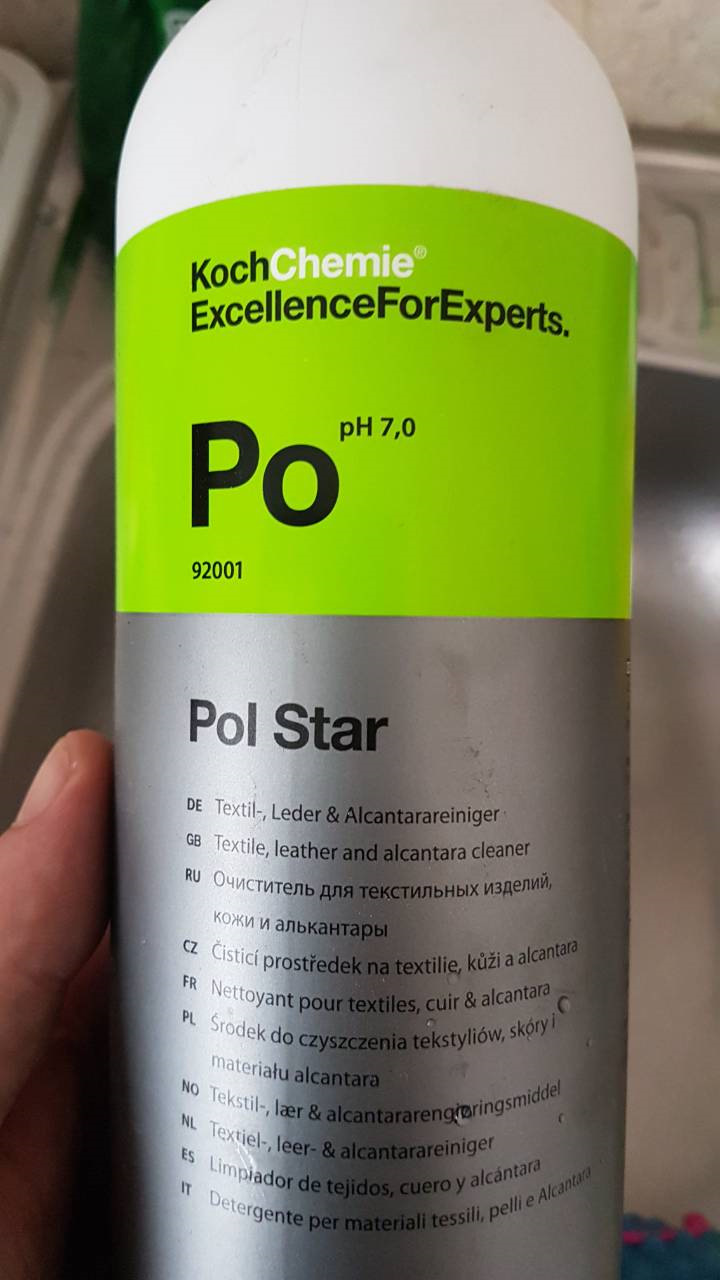 KochChemie®
ExcellenceForExperts.
Po pH 7,0
92001
Pol Star
DE Textil-, Leder & Alcantarareiniger
GB Textile, leather and alcantara cleaner
RU Очиститель для текстильных изделий,
кожи и алькантары
CZ Čisticí prostředek na textilie, kůži a alcantara
FR Nettoyant pour textiles, cuir & alcantara
PL Środek do czyszczenia tekstyliów, skóry i
materiału alcantara
NO Tekstil-, lær & alcantararengjøringsmiddel
NL Textiel-, leer- & alcantarareiniger
ES Limpiador de tejidos, cuero y alcántara
IT Detergente per materiali tessili, pelli e Alcantara